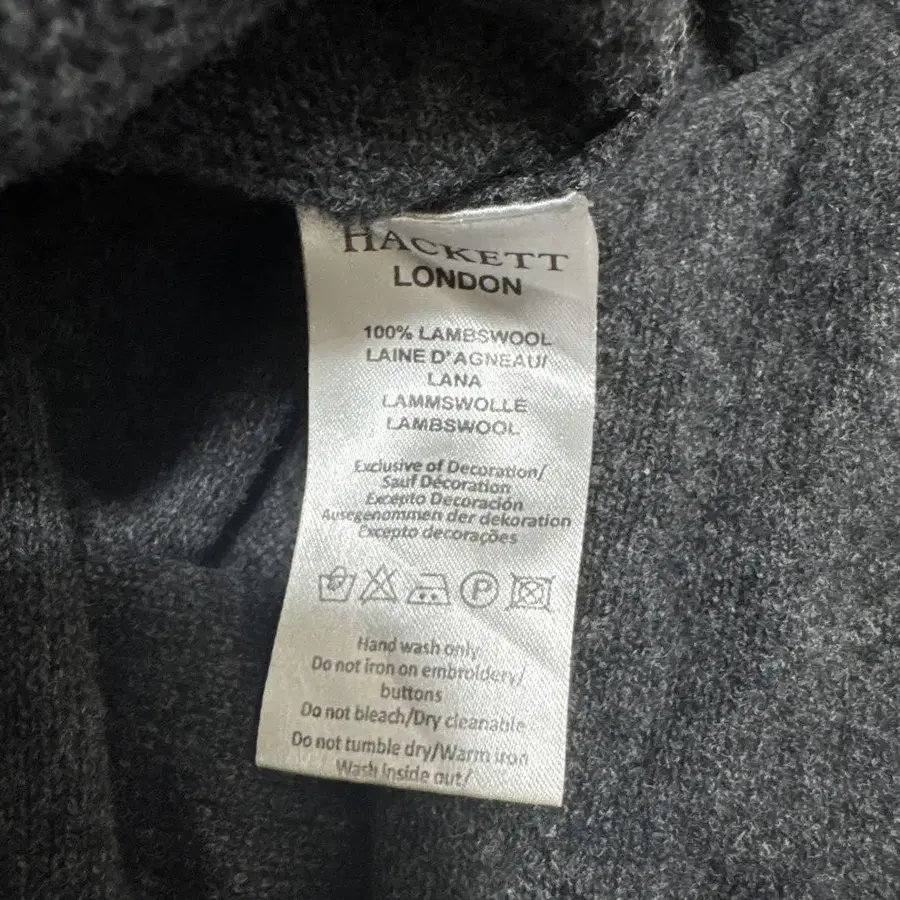 HACKETT
LONDON
100% LAMBSWOOL
LAINE D'AGNEAU/
LANA
LAMMSWOLLE
LAMBSWOOL
Exclusive of Decoration/
Sauf Décoration
Excepto Decoración
Ausegenommen der dekoration
Excepto decorações
P
Hand wash only
Do not iron on embroidery/
buttons
Do not bleach/Dry cleanable
Do not tumble dry/Warm iron
Wash inside out/